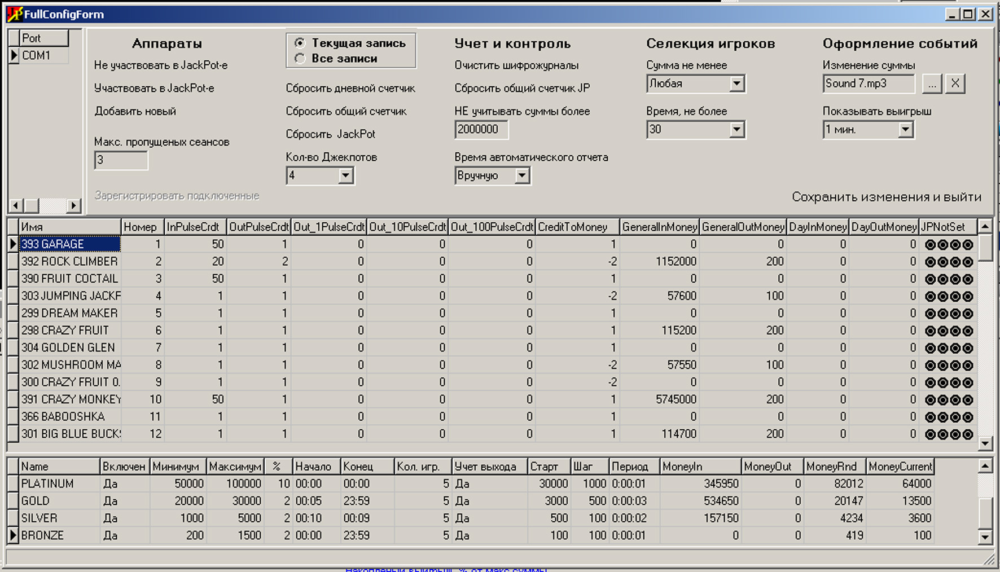 FullConfigForm
Port
COM1
Аппараты
Не участвовать в JackPot-е
Участвовать в JackPot-е
Добавить новый
Макс. пропущеных сеансов
3
Зарегистрировать подключенные
Текущая запись
Все записи
Сбросить дневной счетчик
Сбросить общий счетчик
Сбросить JackPot
Кол-во Джекпотов
4
Учет и контроль
Очистить шифрожурналы
Сбросить общий счетчик JP
НЕ учитывать суммы более
2000000
Время автоматического отчета
Вручную
Селекция игроков
Сумма не менее
Любая
Время, не более
30
Оформление событий
Изменение суммы
Sound 7.mp3 ... X
Показывать выигрыш
1 мин.
Сохранить изменения и выйти
Имя Номер InPulseCrdt OutPulseCrdt Out_1PulseCrdt Out_10PulseCrdt Out_100PulseCrdt CreditToMoney GeneralInMoney GeneralOutMoney DayInMoney DayOutMoney JPNotSet
393 GARAGE 1 50 1 0 0 0 1 0 0 0 0
392 ROCK CLIMBER 2 20 2 0 0 0 -2 1152000 200 0 0
390 FRUIT COCTAIL 3 50 1 0 0 0 1 0 0 0 0
303 JUMPING JACKP 4 1 1 0 0 0 -2 57600 100 0 0
299 DREAM MAKER 5 1 1 0 0 0 1 0 0 0 0
298 CRAZY FRUIT 6 1 1 0 0 0 1 115200 200 0 0
304 GOLDEN GLEN 7 1 1 0 0 0 1 0 0 0 0
302 MUSHROOM MA 8 1 1 0 0 0 -2 57550 100 0 0
300 CRAZY FRUIT 0. 9 1 1 0 0 0 -2 0 0 0 0
391 CRAZY MONKEY 10 50 1 0 0 0 1 5745000 200 0 0
366 BABOOSHKA 11 1 1 0 0 0 1 0 0 0 0
301 BIG BLUE BUCKS 12 1 1 0 0 0 1 114700 200 0 0
Name Включен Минимум Максимум % Начало Конец Кол. игр. Учет выхода Старт Шаг Период MoneyIn MoneyOut MoneyRnd MoneyCurrent
PLATINUM Да 50000 100000 10 00:00 00:00 5 Да 30000 1000 0:00:01 345950 0 82012 64000
GOLD Да 20000 30000 2 00:05 23:59 5 Да 3000 500 0:00:03 534650 0 20147 13500
SILVER Да 1000 5000 2 00:10 00:09 5 Да 500 100 0:00:02 157150 0 4234 3600
BRONZE Да 200 1500 2 00:00 23:59 5 Да 100 100 0:00:01 0 0 419 100
Накопленый выигрыш, % от макс.суммы